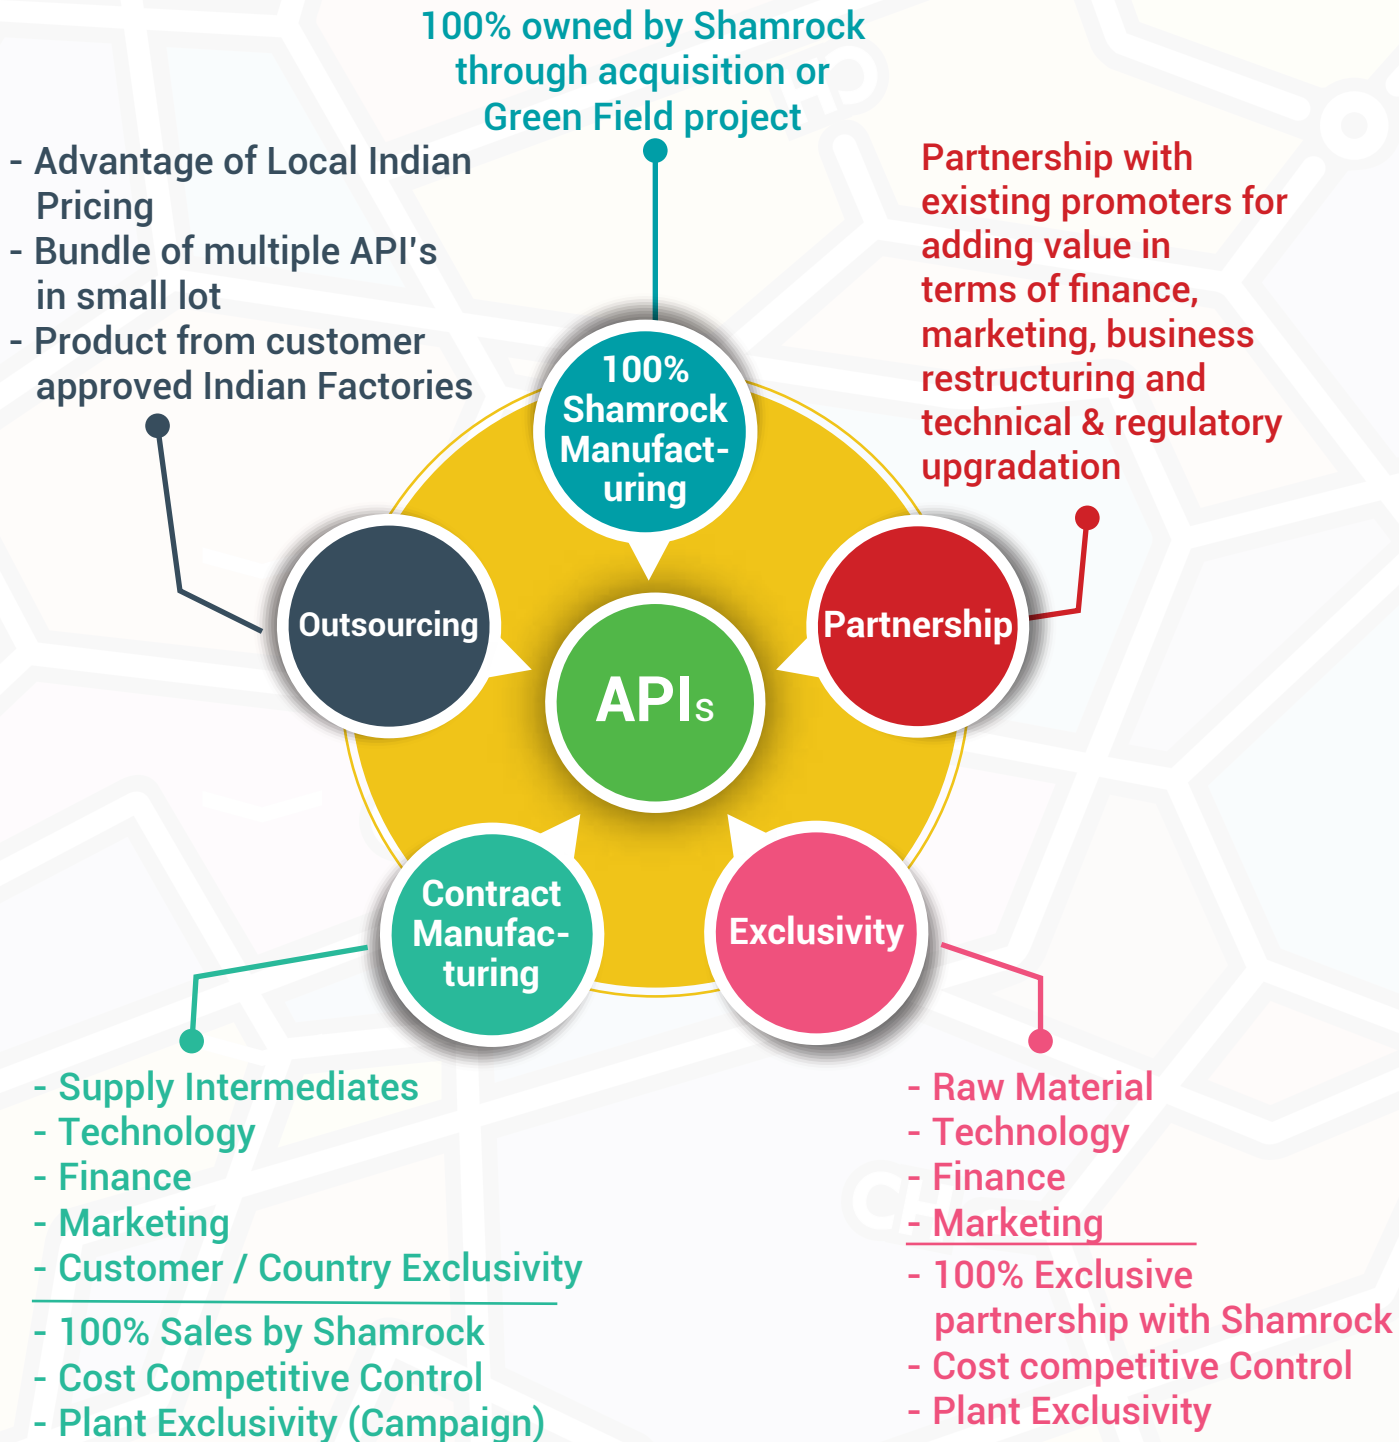 100% owned by Shamrock
through acquisition or
Green Field project
- Advantage of Local Indian
Pricing
- Bundle of multiple API's
in small lot
- Product from customer
approved Indian Factories
Partnership with
existing promoters for
adding value in
terms of finance,
marketing, business
restructuring and
technical & regulatory
upgradation
100%
Shamrock
Manufact-
uring
Outsourcing
Partnership
APIs
Contract
Manufac-
turing
Exclusivity
- Supply Intermediates
- Technology
- Finance
- Marketing
- Customer / Country Exclusivity
- 100% Sales by Shamrock
- Cost Competitive Control
- Plant Exclusivity (Campaign)
- Raw Material
- Technology
- Finance
- Marketing
- 100% Exclusive
partnership with Shamrock
- Cost competitive Control
- Plant Exclusivity